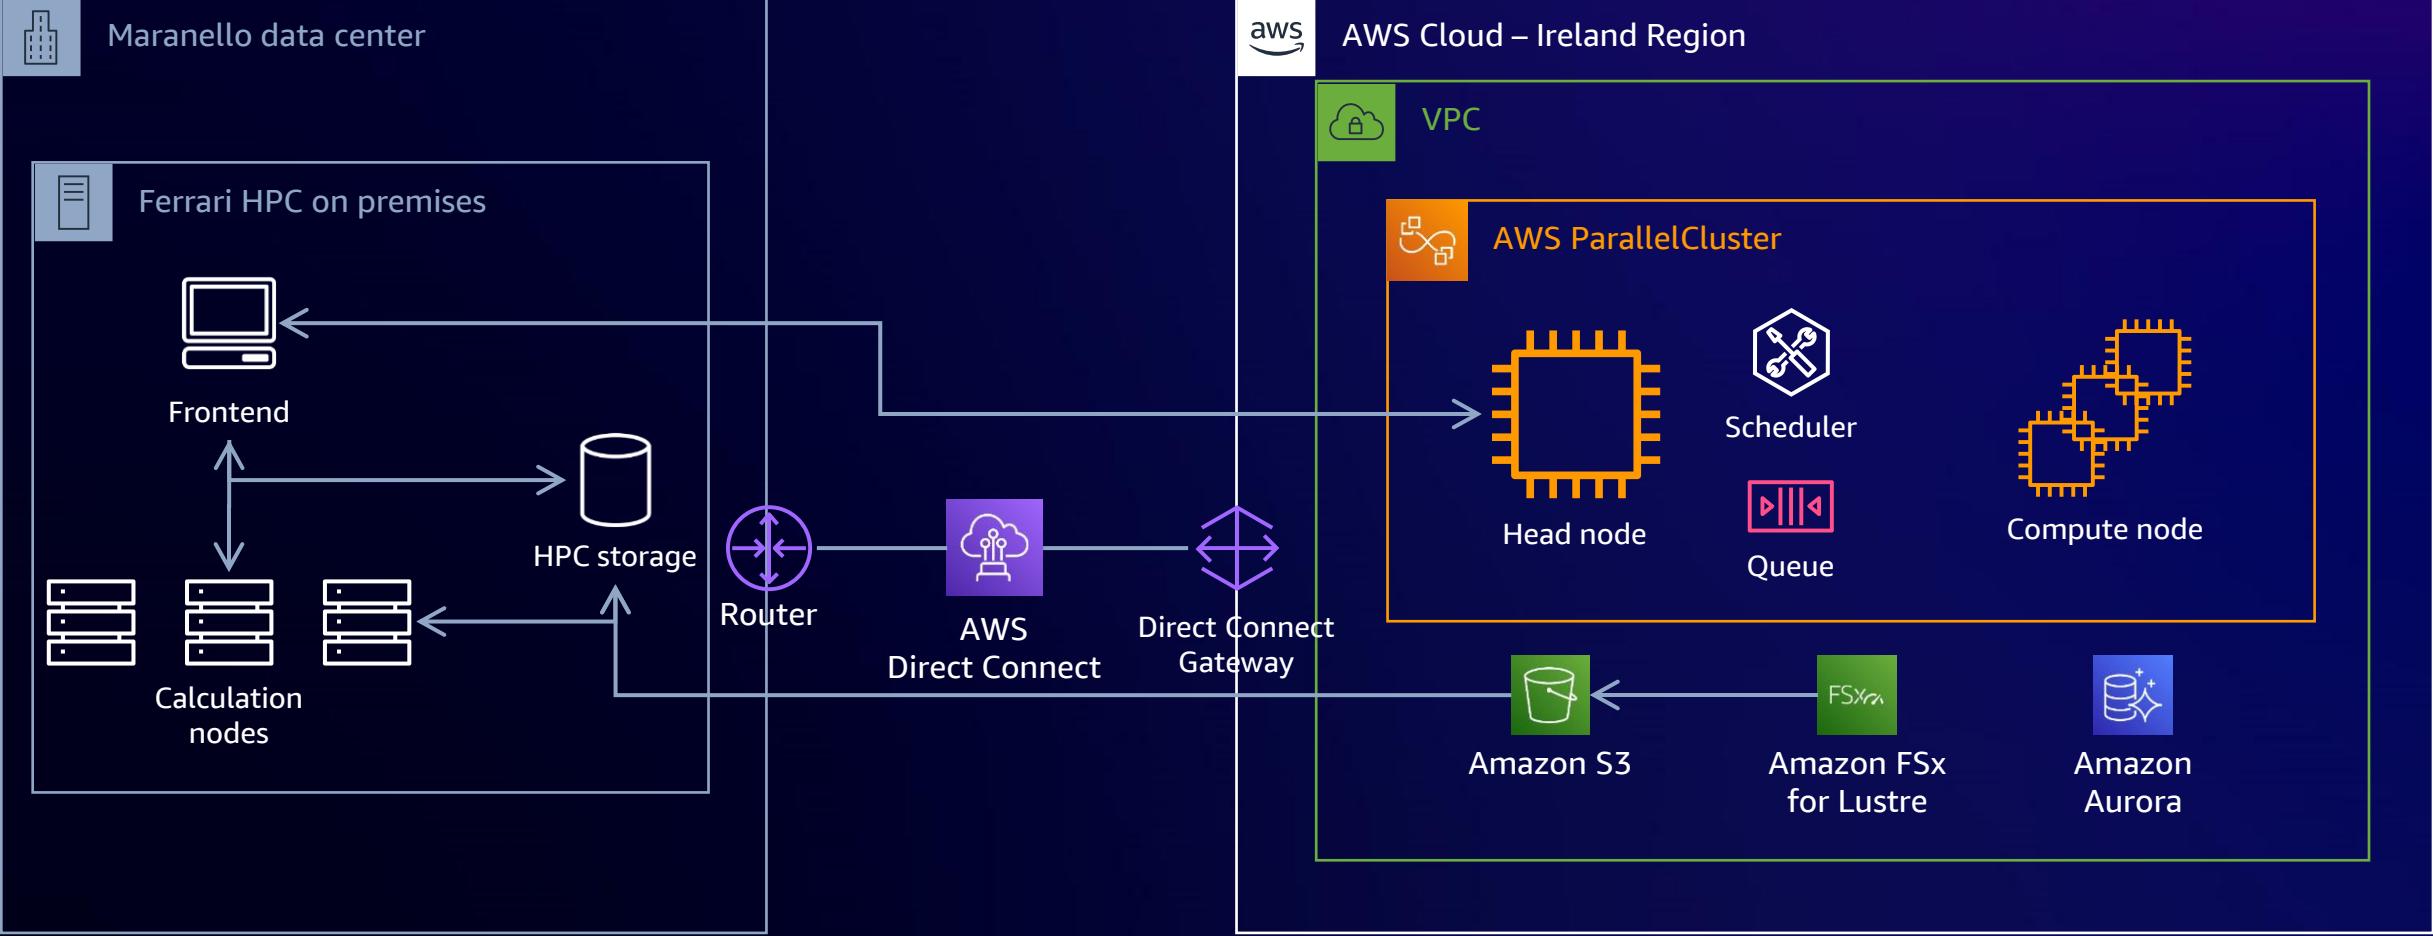 Maranello data center
aws
AWS Cloud – Ireland Region
VPC
Ferrari HPC on premises
AWS ParallelCluster
Frontend
Scheduler
HPC storage
Head node
Compute node
Queue
Router
AWS
Direct Connect
Direct Connect
Gateway
Calculation
nodes
FSx
Amazon S3
Amazon FSx
for Lustre
Amazon
Aurora